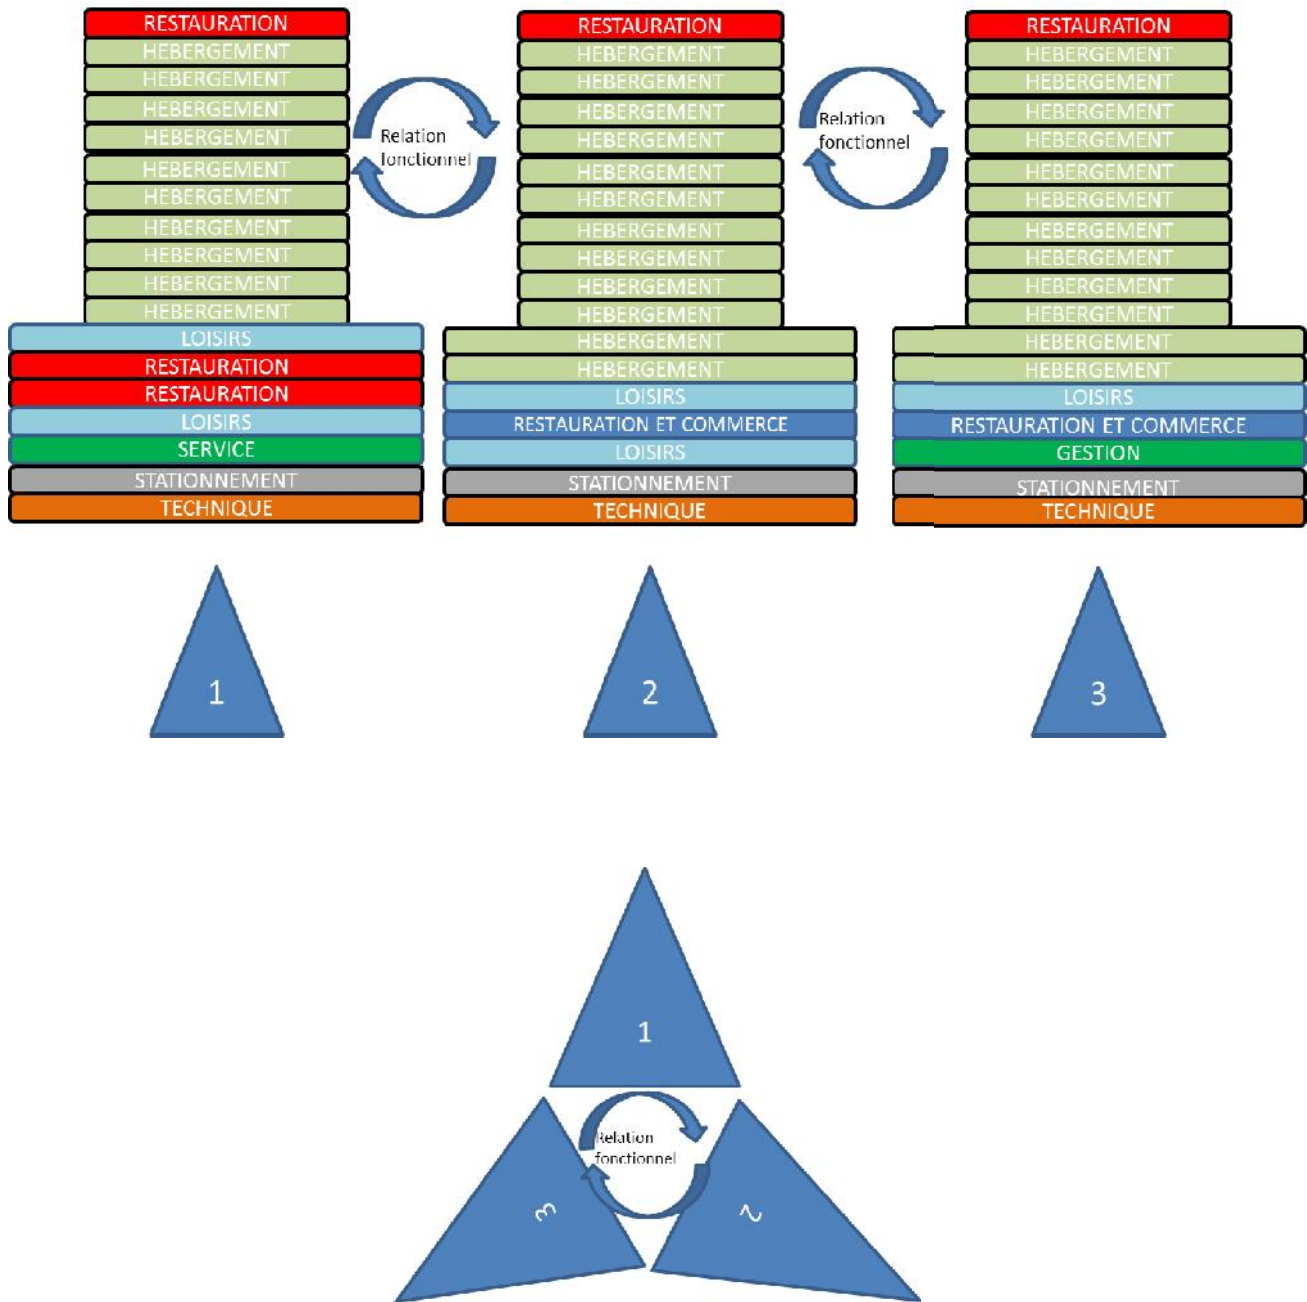 RESTAURATION
HEBERGEMENT
HEBERGEMENT
HEBERGEMENT
HEBERGEMENT
HEBERGEMENT
HEBERGEMENT
HEBERGEMENT
HEBERGEMENT
HEBERGEMENT
HEBERGEMENT
LOISIRS
RESTAURATION
RESTAURATION
LOISIRS
SERVICE
STATIONNEMENT
TECHNIQUE
Relation
fonctionnel
RESTAURATION
HEBERGEMENT
HEBERGEMENT
HEBERGEMENT
HEBERGEMENT
HEBERGEMENT
HEBERGEMENT
HEBERGEMENT
HEBERGEMENT
HEBERGEMENT
HEBERGEMENT
HEBERGEMENT
HEBERGEMENT
LOISIRS
RESTAURATION ET COMMERCE
LOISIRS
STATIONNEMENT
TECHNIQUE
Relation
fonctionnel
RESTAURATION
HEBERGEMENT
HEBERGEMENT
HEBERGEMENT
HEBERGEMENT
HEBERGEMENT
HEBERGEMENT
HEBERGEMENT
HEBERGEMENT
HEBERGEMENT
HEBERGEMENT
HEBERGEMENT
HEBERGEMENT
LOISIRS
RESTAURATION ET COMMERCE
GESTION
STATIONNEMENT
TECHNIQUE
1
2
3
1
Relation
fonctionnel
3
2